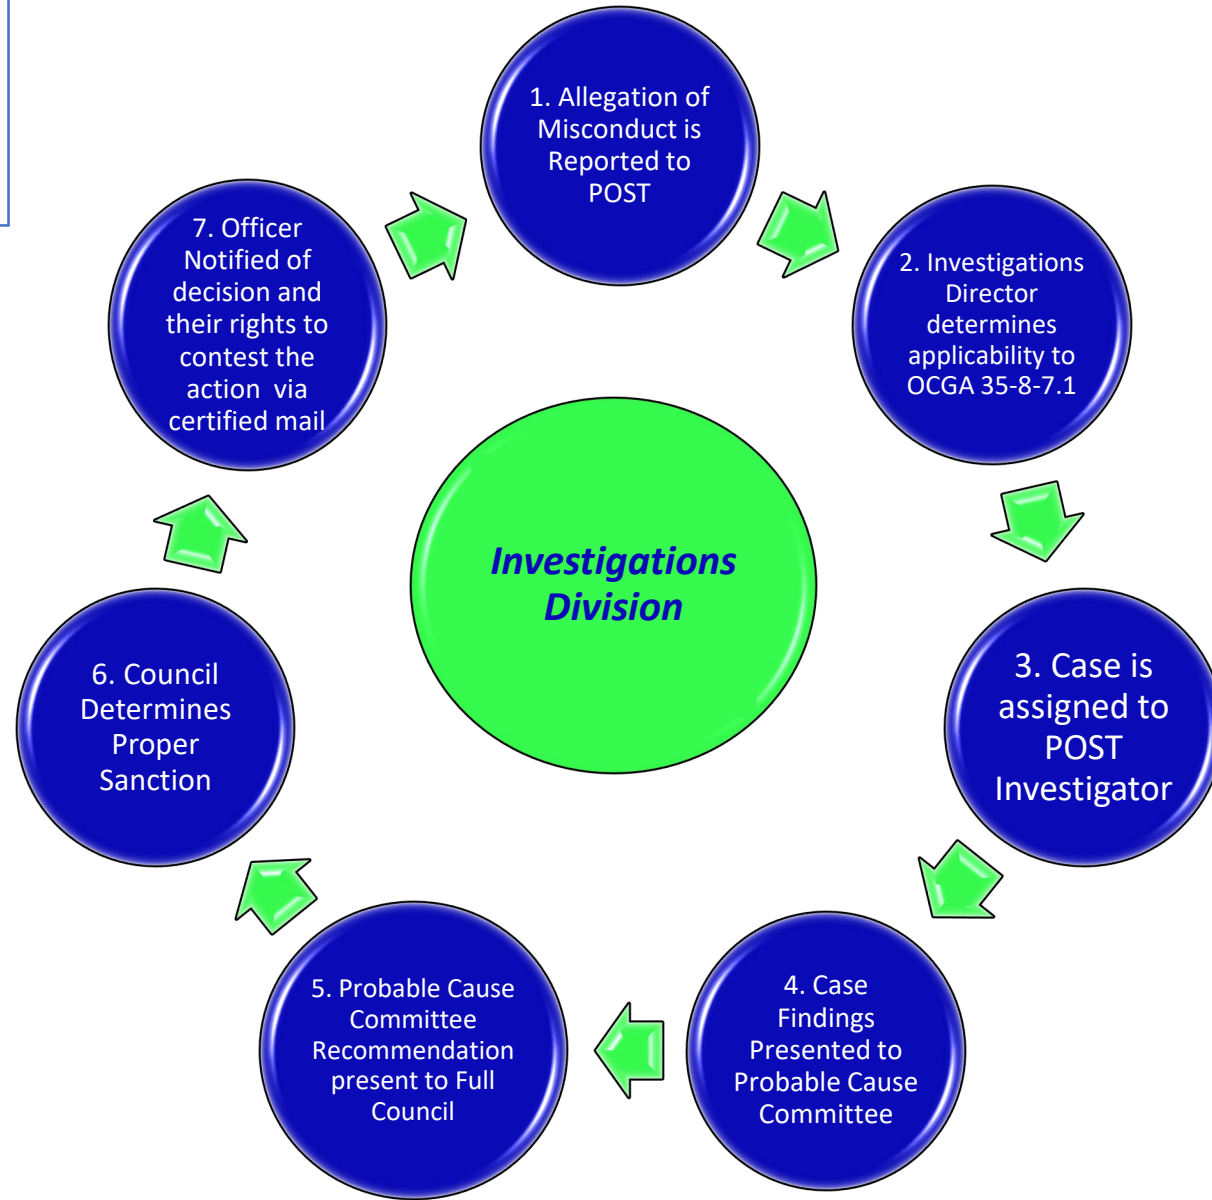 1. Allegation of
Misconduct is
Reported to
POST
2. Investigations
Director
determines
applicability to
OCGA 35-8-7.1
3. Case is
assigned to
POST
Investigator
4. Case
Findings
Presented to
Probable Cause
Committee
5. Probable Cause
Committee
Recommendation
present to Full
Council
6. Council
Determines
Proper
Sanction
7. Officer
Notified of
decision and
their rights to
contest the
action  via
certified mail
Investigations
Division